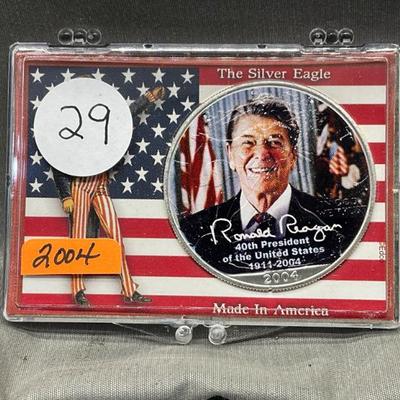 The Silver Eagle
29
2004
Ronald Reagan
40th President
of the United States
1911-2004
2004
Made In America